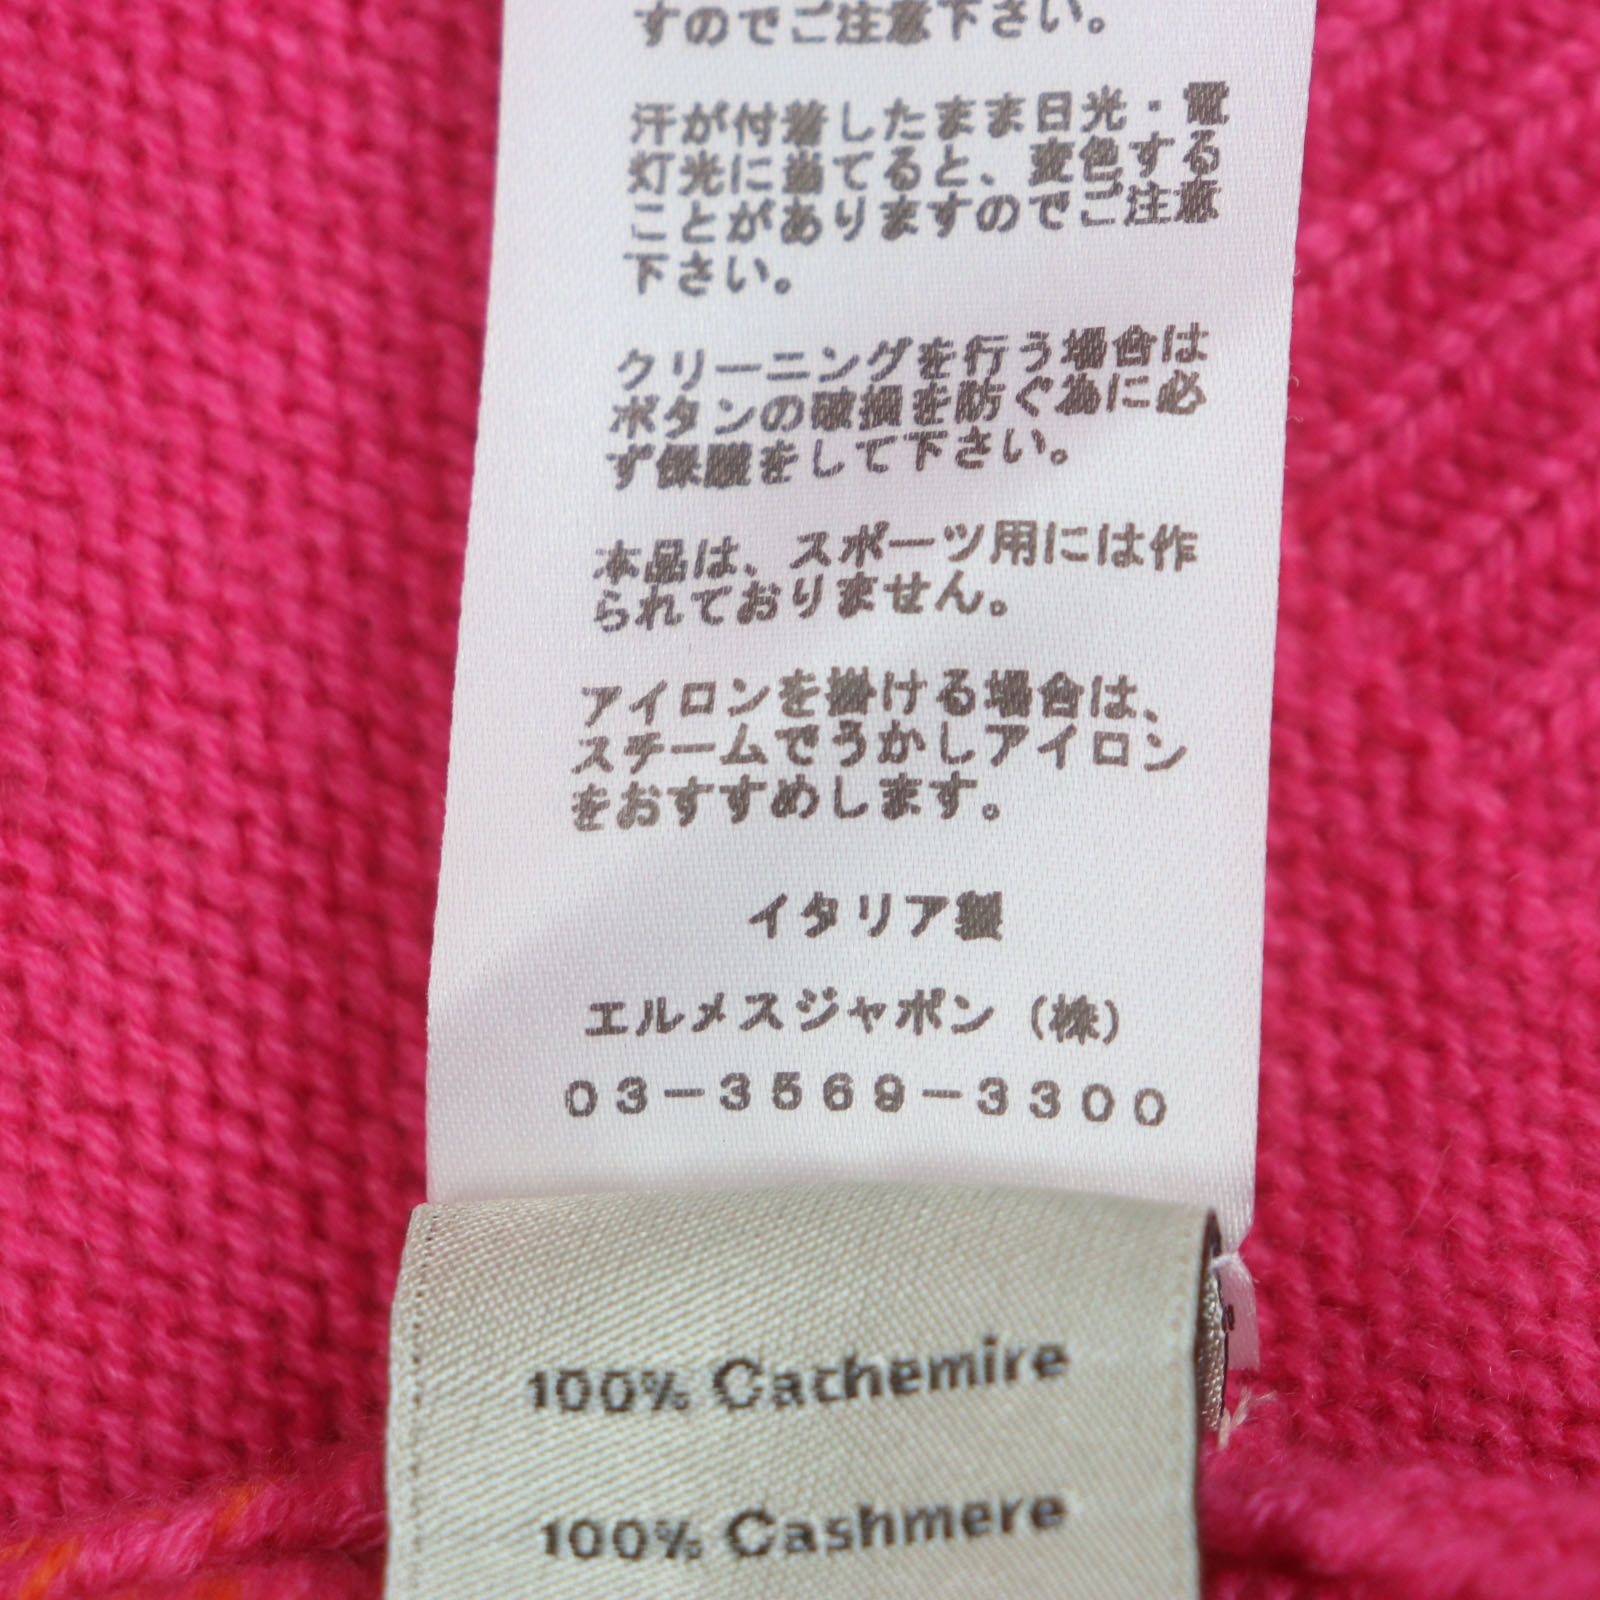 すのでご注意下さい。
汗が付着したまま日光・電
灯光に当てると、変色する
ことがありますのでご注意
下さい。
クリーニングを行う場合は
ボタンの破損を防ぐ為に必
ず保護をして下さい。
本品は、スポーツ用には作
られておりません。
アイロンを掛ける場合は、
スチームでうかしアイロン
をおすすめします。
イタリア製
エルメスジャポン（株）
03-3569-3300
100% Cachemire
100% Cashmere